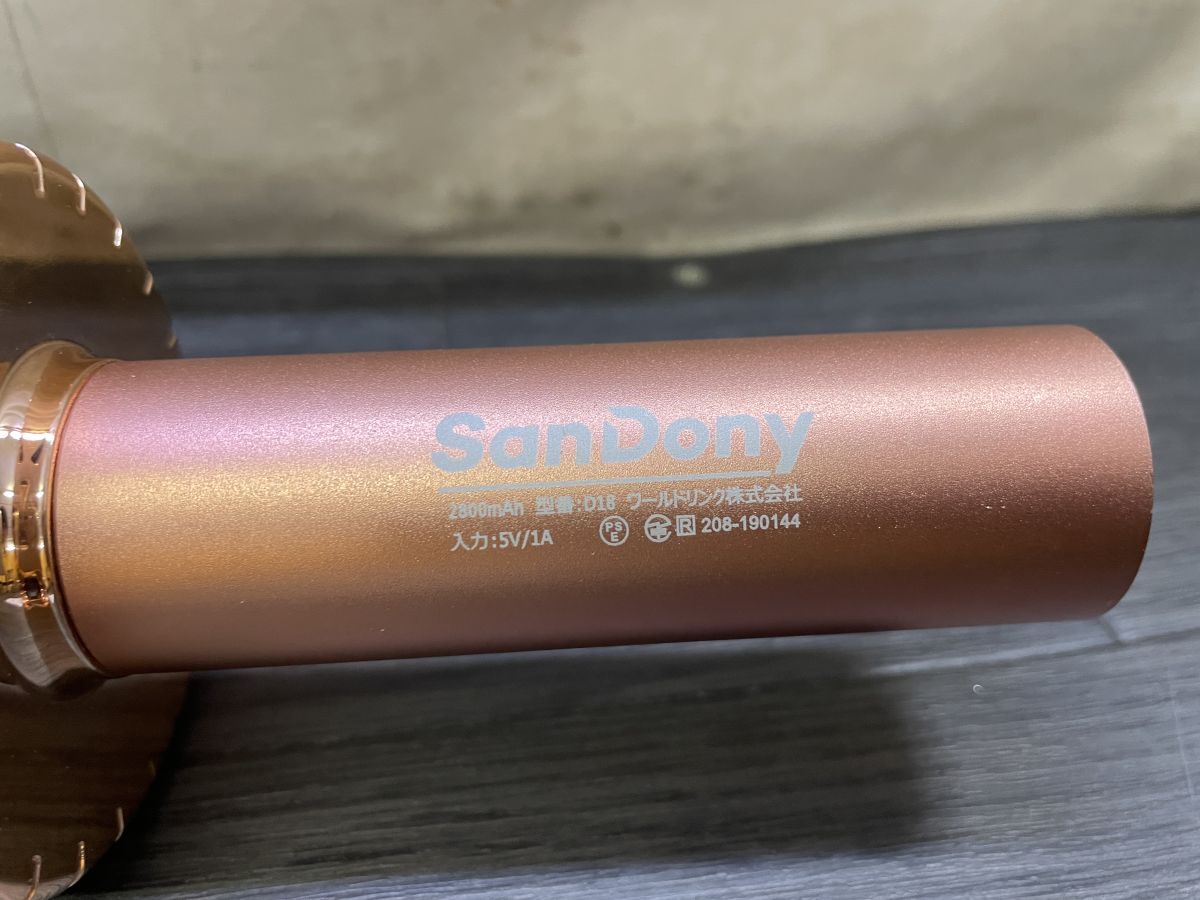 SanDony
2800mAh 型番:D18 ワールドリンク株式会社
入力:5V/1A PSE R 208-190144